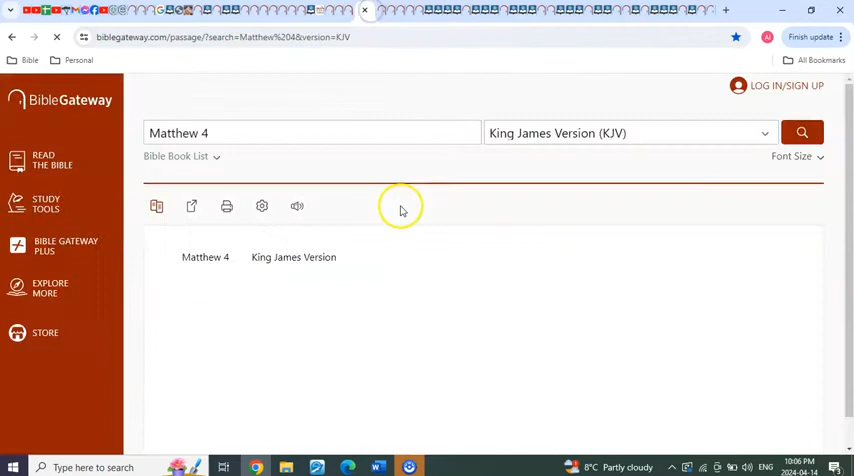 biblegateway.com/passage/?search=Matthew%204&version=KJV
AI
Finish update
Bible
Personal
All Bookmarks
BibleGateway
LOG IN/SIGN UP
Matthew 4
King James Version (KJV)
Bible Book List
Font Size
READ
THE BIBLE
STUDY
TOOLS
BIBLE GATEWAY
PLUS
EXPLORE
MORE
STORE
Matthew 4
King James Version
Type here to search
8°C Partly cloudy
ENG
10:06 PM
2024-04-14